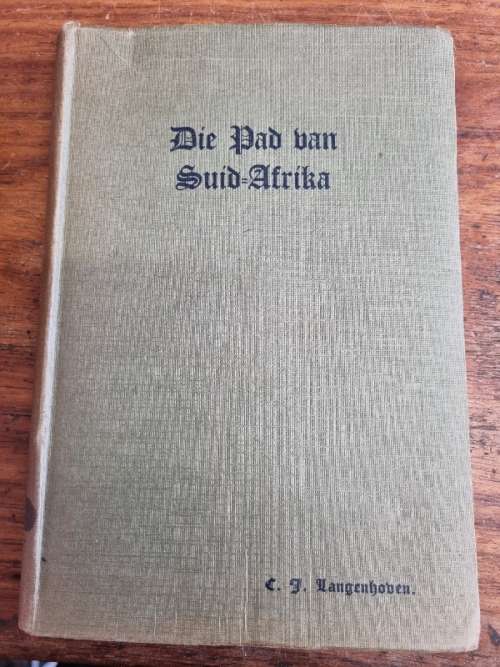 Die Pad van
Suid-Afrika
C. J. Langenhoven.